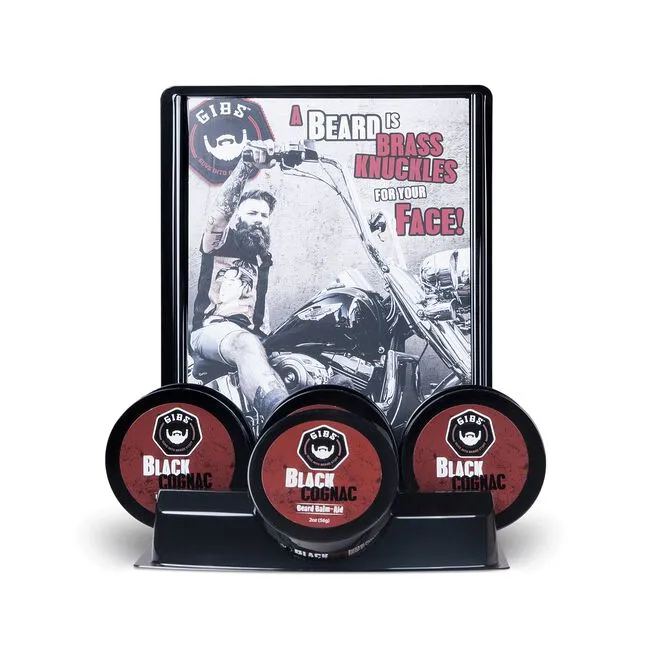 GIBS
A BEARD IS
BRASS
KNUCKLES
FOR YOUR
FACE!
GIBS
BLACK
COGNAC
GIBS
BLACK
COGNAC
Beard Balm-Aid
2oz (56g)
BLACK
GIBS
BLACK
COGNAC